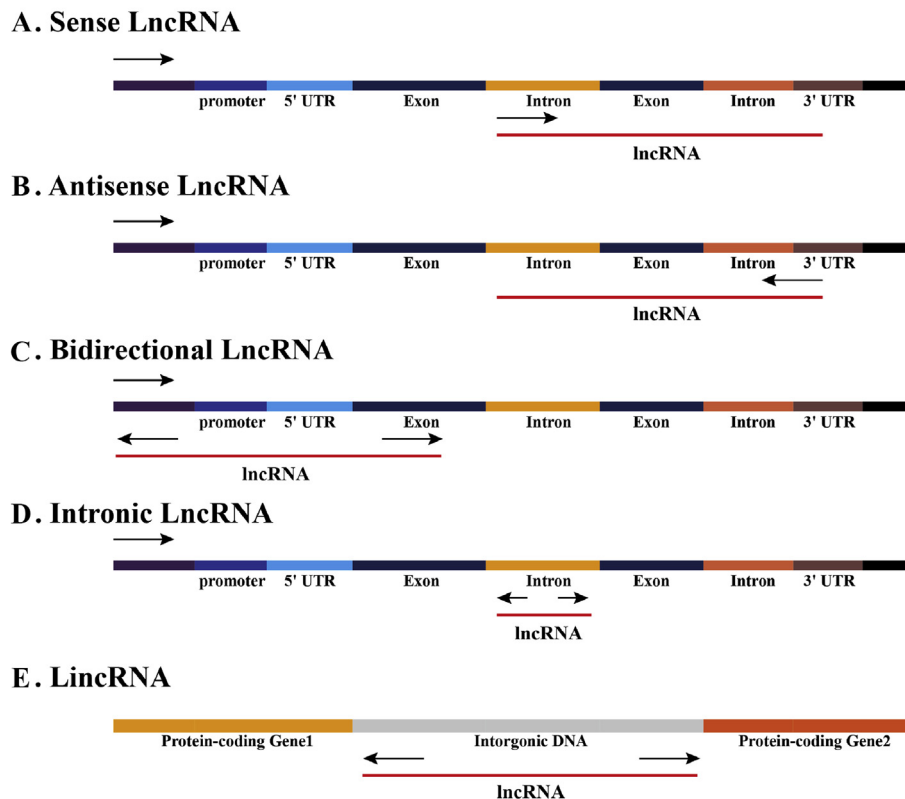 A. Sense LncRNA
promoter 5' UTR Exon Intron Exon Intron 3' UTR
lncRNA
B. Antisense LncRNA
promoter 5' UTR Exon Intron Exon Intron 3' UTR
lncRNA
C. Bidirectional LncRNA
promoter 5' UTR Exon Intron Exon Intron 3' UTR
lncRNA
D. Intronic LncRNA
promoter 5' UTR Exon Intron Exon Intron 3' UTR
lncRNA
E. LincRNA
Protein-coding Gene1 Intorgonic DNA Protein-coding Gene2
lncRNA